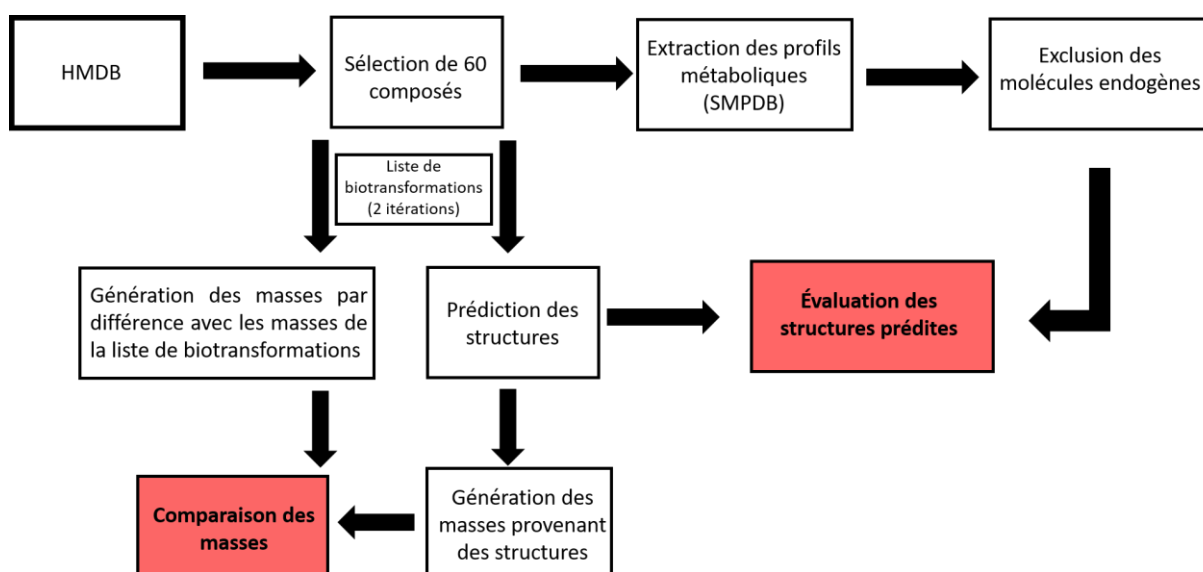 HMDB
Sélection de 60
composés
Extraction des profils
métaboliques
(SMPDB)
Exclusion des
molécules endogènes
Liste de
biotransformations
(2 itérations)
Génération des masses par
différence avec les masses de
la liste de biotransformations
Prédiction des
structures
Évaluation des
structures prédites
Comparaison des
masses
Génération des
masses provenant
des structures